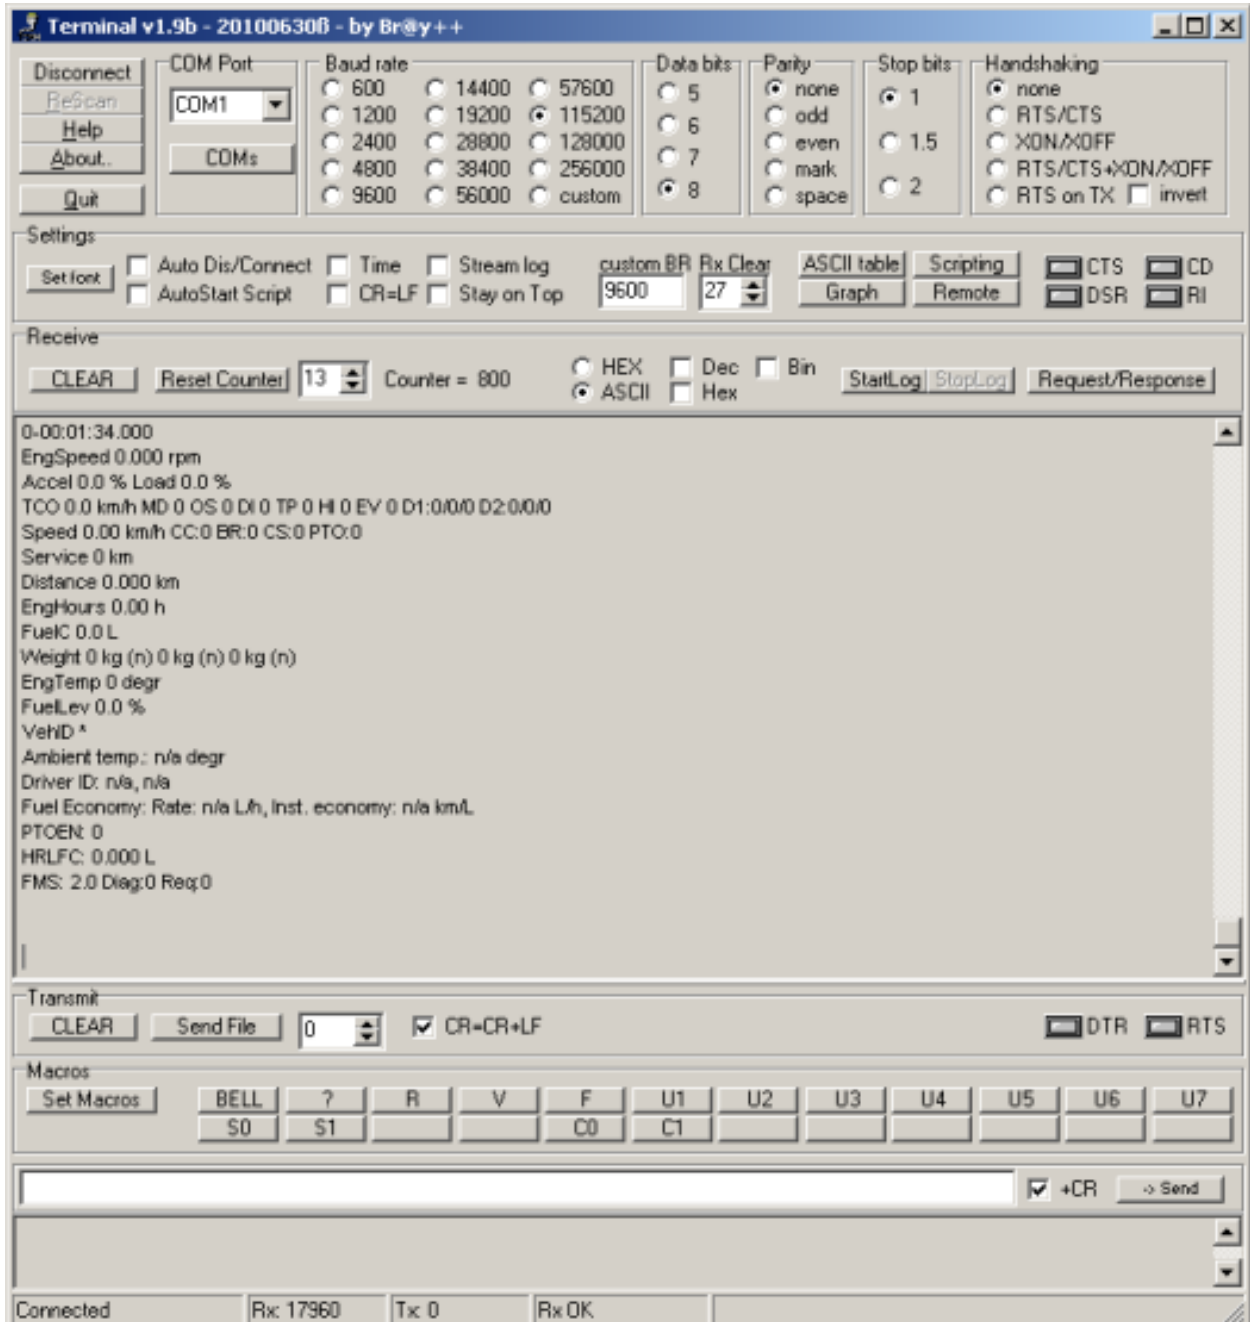 Terminal v1.9b - 20100630ß - by Br@y++
Disconnect
ReScan
Help
About..
Quit
COM Port
COM1
COMs
Baud rate
600 14400 57600
1200 19200 115200
2400 28800 128000
4800 38400 256000
9600 56000 custom
Data bits
5
6
7
8
Parity
none
odd
even
mark
space
Stop bits
1
1.5
2
Handshaking
none
RTS/CTS
XON/XOFF
RTS/CTS+XON/XOFF
RTS on TX invert
Settings
Set font
Auto Dis/Connect Time Stream log
AutoStart Script CR=LF Stay on Top
custom BR Rx Clear
9600 27
ASCII table Scripting
Graph Remote
CTS CD
DSR RI
Receive
CLEAR Reset Counter 13 Counter = 800
HEX Dec Bin
ASCII Hex
StartLog StopLog Request/Response
0-00:01:34.000
EngSpeed 0.000 rpm
Accel 0.0 % Load 0.0 %
TCO 0.0 km/h MD 0 OS 0 DI 0 TP 0 HI 0 EV 0 D1:0/0/0 D2:0/0/0
Speed 0.00 km/h CC:0 BR:0 CS:0 PTO:0
Service 0 km
Distance 0.000 km
EngHours 0.00 h
FuelC 0.0 L
Weight 0 kg (n) 0 kg (n) 0 kg (n)
EngTemp 0 degr
FuelLev 0.0 %
VehID *
Ambient temp.: n/a degr
Driver ID: n/a, n/a
Fuel Economy: Rate: n/a L/h, Inst. economy: n/a km/L
PTOEN: 0
HRLFC: 0.000 L
FMS: 2.0 Diag:0 Req:0
Transmit
CLEAR Send File 0 CR=CR+LF DTR RTS
Macros
Set Macros BELL ? R V F U1 U2 U3 U4 U5 U6 U7
S0 S1 C0 C1
+CR -> Send
Connected Rx: 17960 Tx: 0 Rx OK